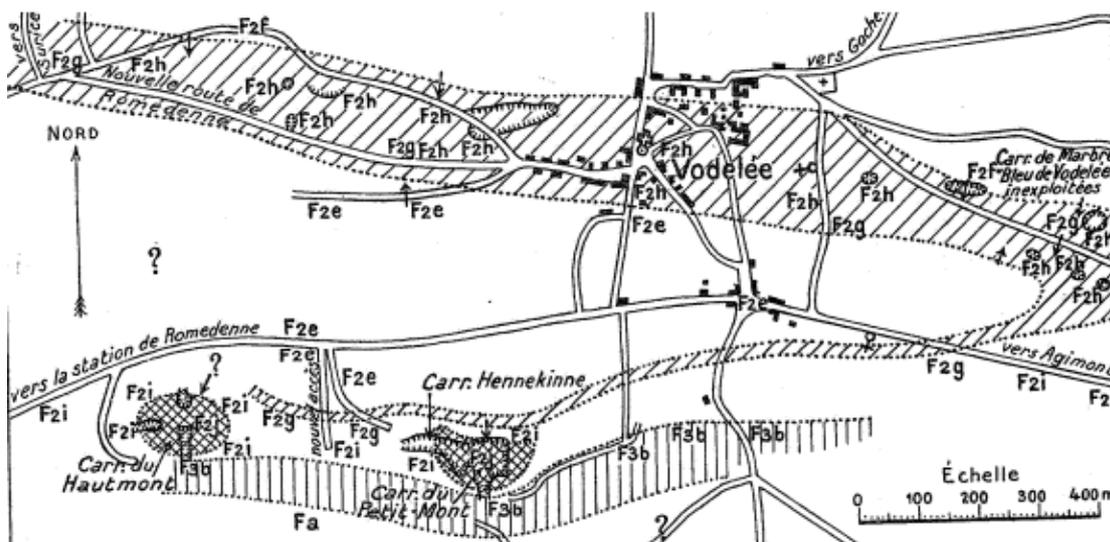 vers
Surice
F2g
F2h
F2f
Nouvelle route de
Romedenne
F2h
F2h
F2h
F2h
F2g F2h
F2h
F2e
F2e
NORD
?
vers Goche
F2h
Vodelée
F2h
F2e
F2h
F2g
F2h
Carr. de Marbre
Bleu de Vodelée
inexploitées
F2f
F2g
F2h
F2h
F2h
F2h
vers la station de Romedenne
F2e
F2e
F2e
F2e
F2i
?
F2i
F2i
F2i
F2i
F3b
Carr. du
Hautmont
F2g
nouvel accès
F2g
F2i
Carr. Hennekinne
F2i
F2i
Carr. du
Petit-Mont
F3b
F3b
F3b
F3b
Fa
?
F2g
F2i
vers Agimont
Échelle
0 100 200 300 400 m